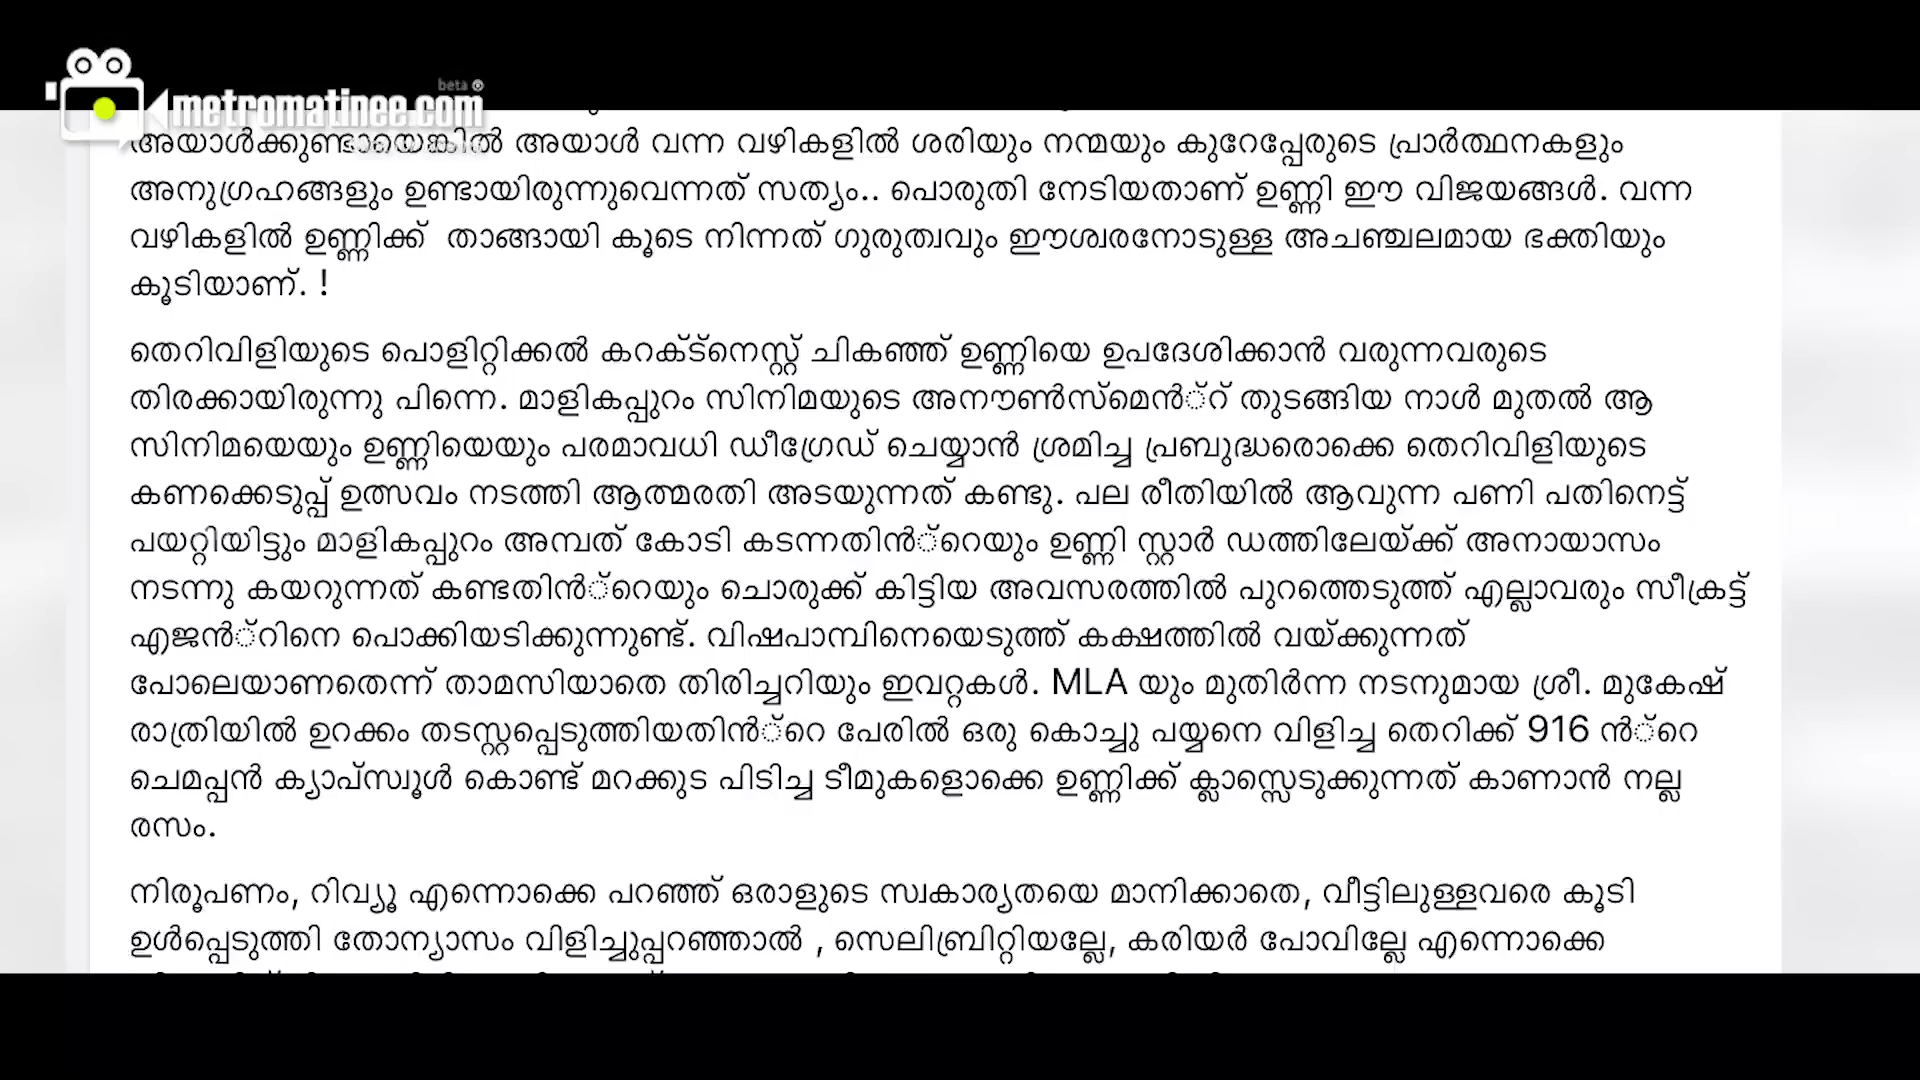 beta
metromatinee.com
അയാൾക്കുണ്ടായെങ്കിൽ അയാൾ വന്ന വഴികളിൽ ശരിയും നന്മയും കുറേപ്പേരുടെ പ്രാർത്ഥനകളും
അനുഗ്രഹങ്ങളും ഉണ്ടായിരുന്നുവെന്നത് സത്യം.. പൊരുതി നേടിയതാണ് ഉണ്ണി ഈ വിജയങ്ങൾ. വന്ന
വഴികളിൽ ഉണ്ണിക്ക് താങ്ങായി കൂടെ നിന്നത് ഗുരുത്വവും ഈശ്വരനോടുള്ള അചഞ്ചലമായ ഭക്തിയും
കൂടിയാണ്. !
തെറിവിളിയുടെ പൊളിറ്റിക്കൽ കറക്ട്നെസ്സ് ചികഞ്ഞ് ഉണ്ണിയെ ഉപദേശിക്കാൻ വരുന്നവരുടെ
തിരക്കായിരുന്നു പിന്നെ. മാളികപ്പുറം സിനിമയുടെ അനൗൺസ്മെൻ്റ് തുടങ്ങിയ നാൾ മുതൽ ആ
സിനിമയെയും ഉണ്ണിയെയും പരമാവധി ഡീഗ്രേഡ് ചെയ്യാൻ ശ്രമിച്ച പ്രബുദ്ധരൊക്കെ തെറിവിളിയുടെ
കണക്കെടുപ്പ് ഉത്സവം നടത്തി ആത്മരതി അടയുന്നത് കണ്ടു. പല രീതിയിൽ ആവുന്ന പണി പതിനെട്ട്
പയറ്റിയിട്ടും മാളികപ്പുറം അമ്പത് കോടി കടന്നതിൻ്റെയും ഉണ്ണി സ്റ്റാർ ഡത്തിലേയ്ക്ക് അനായാസം
നടന്നു കയറുന്നത് കണ്ടതിൻ്റെയും ചൊരുക്ക് കിട്ടിയ അവസരത്തിൽ പുറത്തെടുത്ത് എല്ലാവരും സീക്രട്ട്
എജൻ്റിനെ പൊക്കിയടിക്കുന്നുണ്ട്. വിഷപാമ്പിനെയെടുത്ത് കക്ഷത്തിൽ വയ്ക്കുന്നത്
പോലെയാണതെന്ന് താമസിയാതെ തിരിച്ചറിയും ഇവറ്റകൾ. MLA യും മുതിർന്ന നടനുമായ ശ്രീ. മുകേഷ്
രാത്രിയിൽ ഉറക്കം തടസ്സപ്പെടുത്തിയതിൻ്റെ പേരിൽ ഒരു കൊച്ചു പയ്യനെ വിളിച്ച തെറിക്ക് 916 ൻ്റെ
ചെമപ്പൻ ക്യാപ്സ്വൂൾ കൊണ്ട് മറക്കുട പിടിച്ച ടീമുകളൊക്കെ ഉണ്ണിക്ക് ക്ലാസ്സെടുക്കുന്നത് കാണാൻ നല്ല
രസം.
നിരൂപണം, റിവ്യൂ എന്നൊക്കെ പറഞ്ഞ് ഒരാളുടെ സ്വകാര്യതയെ മാനിക്കാതെ, വീട്ടിലുള്ളവരെ കൂടി
ഉൾപ്പെടുത്തി തോന്യാസം വിളിച്ചുപ്പറഞ്ഞാൽ , സെലിബ്രിറ്റിയല്ലേ, കരിയർ പോവില്ലേ എന്നൊക്കെ